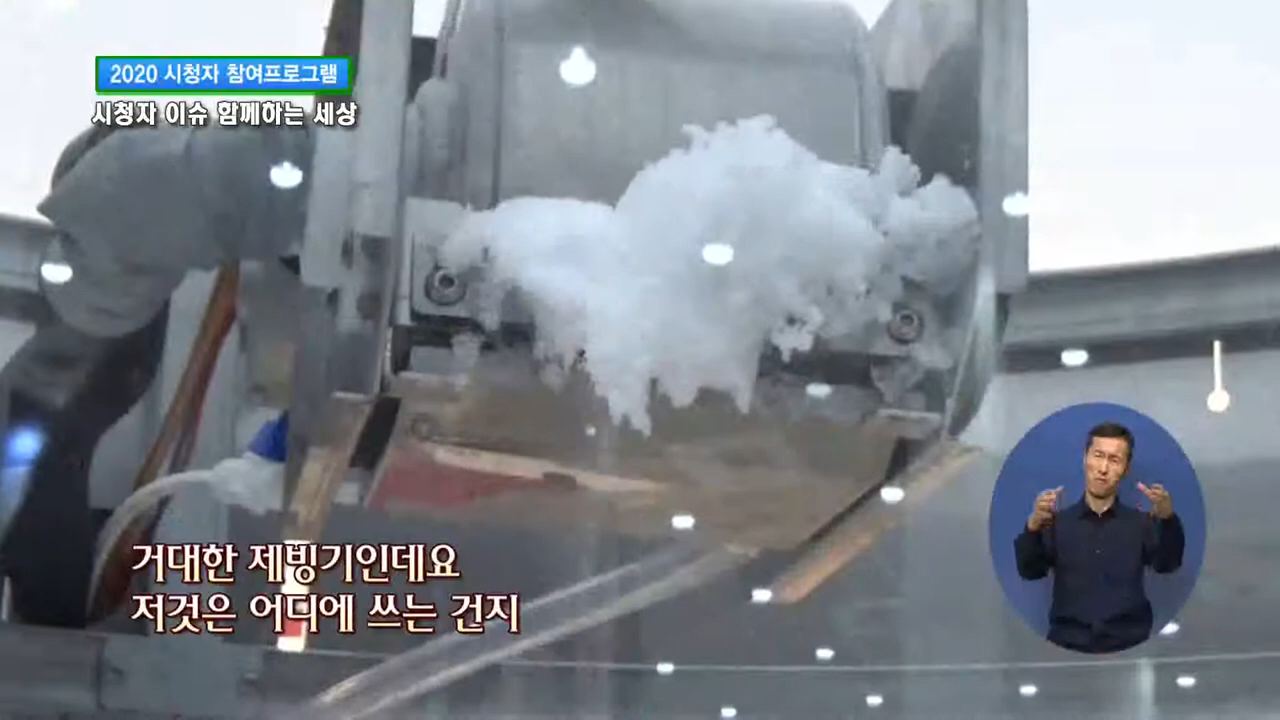 2020 시청자 참여프로그램
시청자 이슈 함께하는 세상
거대한 제빙기인데요
저것은 어디에 쓰는 건지